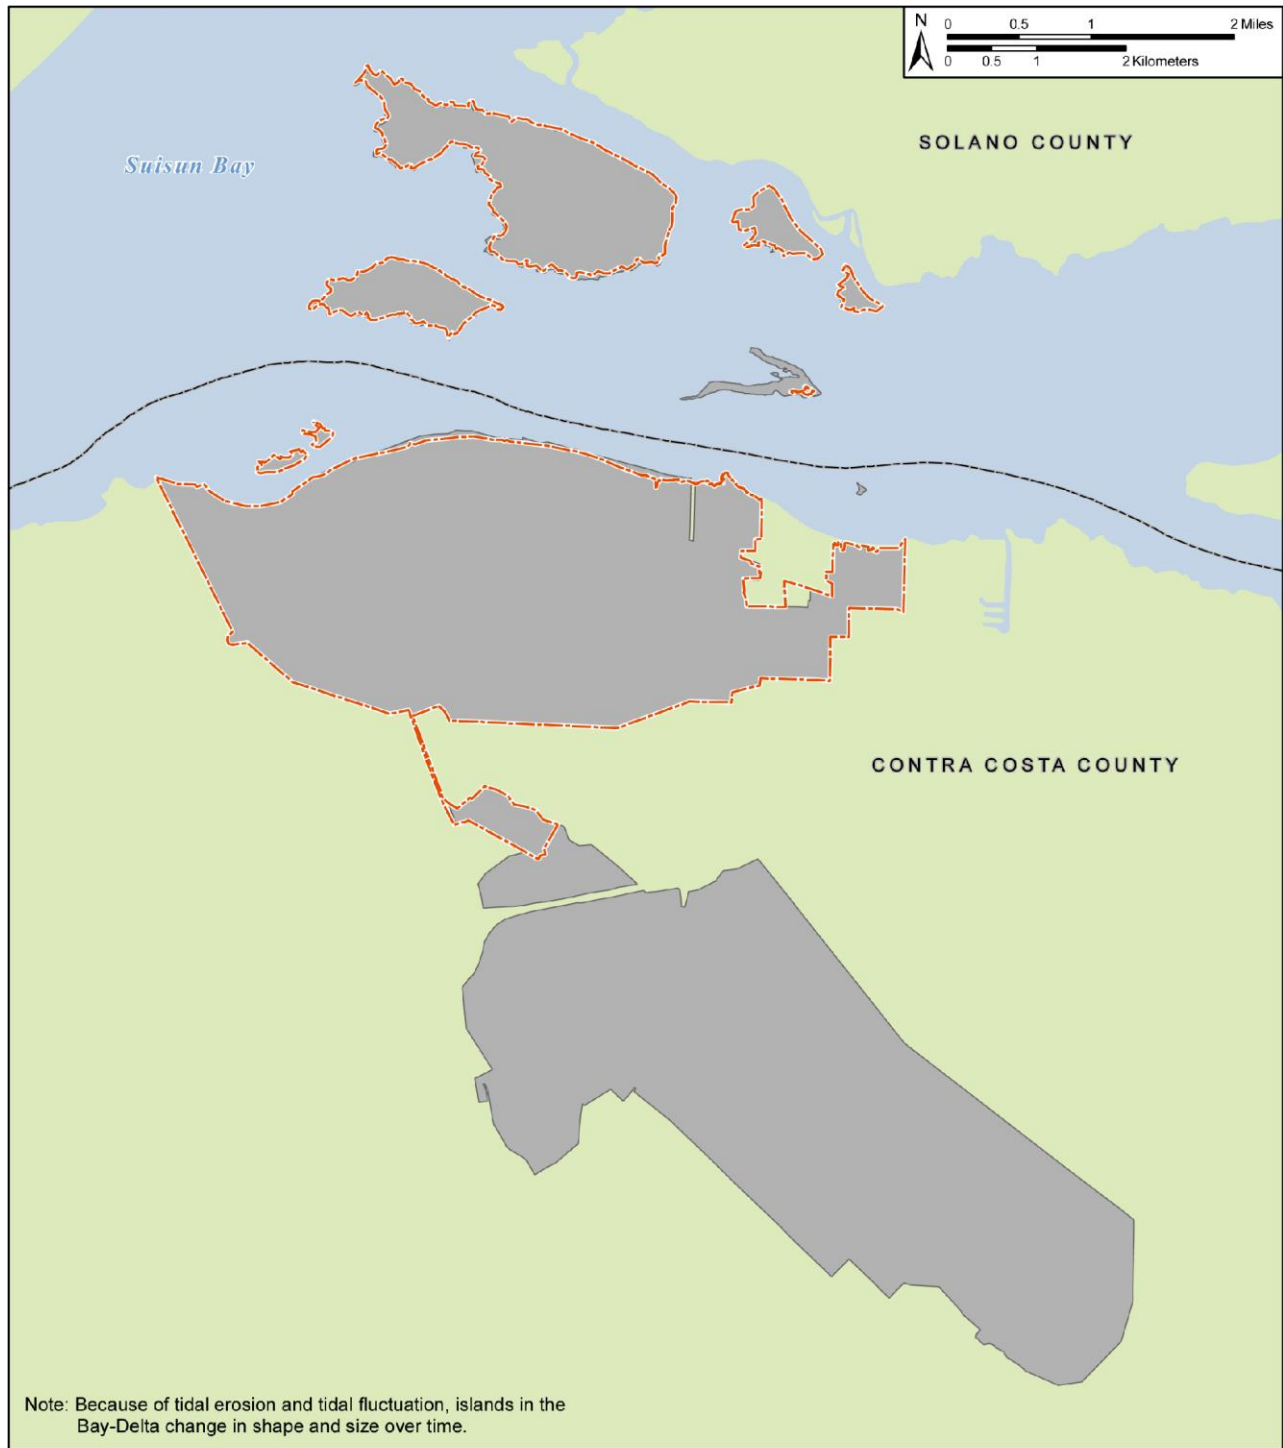 N
0 0.5 1 2 Miles
0 0.5 1 2 Kilometers
SOLANO COUNTY
Suisun Bay
CONTRA COSTA COUNTY
Note: Because of tidal erosion and tidal fluctuation, islands in the
Bay-Delta change in shape and size over time.